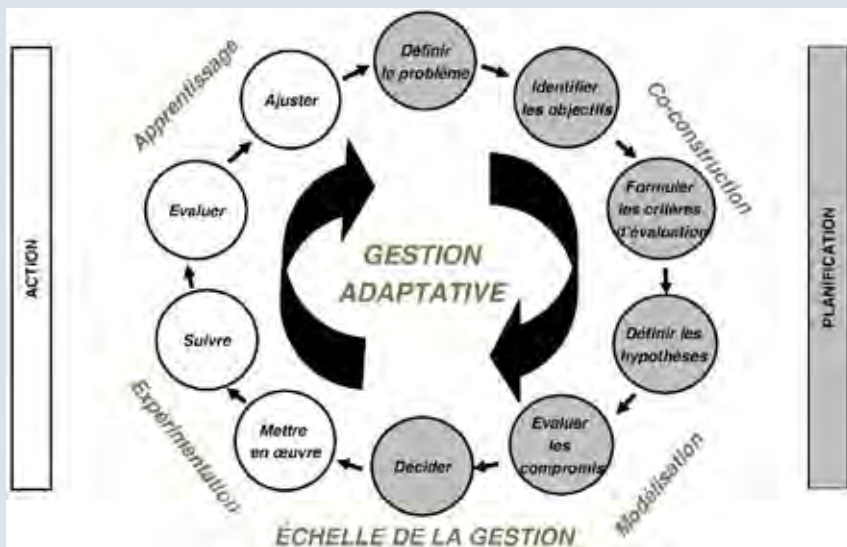 Définir
le problème
Identifier
les objectifs
Co-construction
Formuler
les critères
d'évaluation
Définir les
hypothèses
Modélisation
Evaluer
les
compromis
Décider
Mettre
en œuvre
Expérimentation
Suivre
Evaluer
Apprentissage
Ajuster
GESTION
ADAPTATIVE
ÉCHELLE DE LA GESTION
ACTION
PLANIFICATION